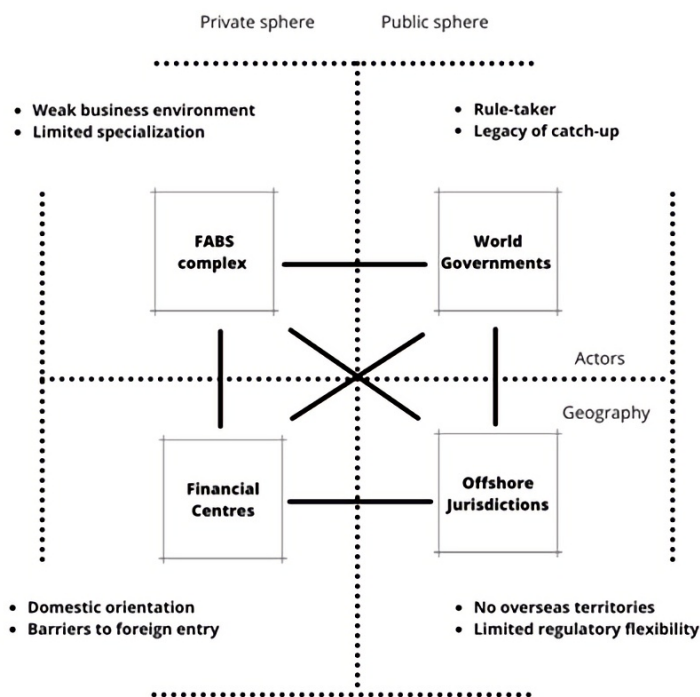 Private sphere
Public sphere
• Weak business environment
• Limited specialization
• Rule-taker
• Legacy of catch-up
FABS
complex
World
Governments
Actors
Geography
Financial
Centres
Offshore
Jurisdictions
• Domestic orientation
• Barriers to foreign entry
• No overseas territories
• Limited regulatory flexibility